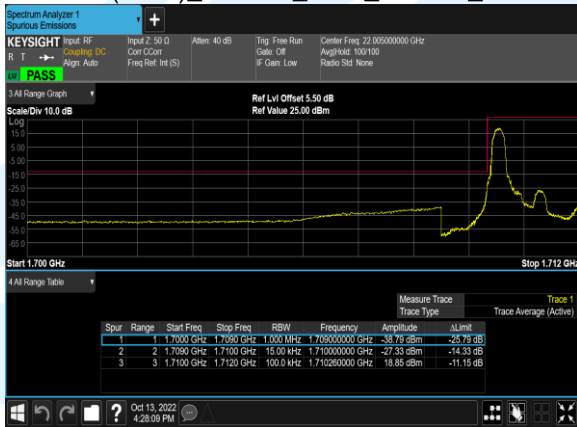 Spectrum Analyzer 1
Spurious Emissions
KEYSIGHT Input: RF
R T Coupling: DC
Align: Auto
Input Z: 50 Ω
Corr CCorr
Freq Ref: Int (S)
Atten: 40 dB
Trig: Free Run
Gate: Off
IF Gain: Low
Center Freq: 22.005000000 GHz
Avg|Hold: 100/100
Radio Std: None
PASS
3 All Range Graph
Scale/Div 10.0 dB
Ref Lvl Offset 5.50 dB
Ref Value 25.00 dBm
Log
15.0
5.00
-5.00
-15.0
-25.0
-35.0
-45.0
-55.0
-65.0
Start 1.700 GHz
Stop 1.712 GHz
4 All Range Table
Measure Trace Trace 1
Trace Type Trace Average (Active)
Spur Range Start Freq Stop Freq RBW Frequency Amplitude ΔLimit
1 1 1.7000 GHz 1.7090 GHz 1.000 MHz 1.709000000 GHz -38.79 dBm -25.79 dB
2 2 1.7090 GHz 1.7100 GHz 15.00 kHz 1.710000000 GHz -27.33 dBm -14.33 dB
3 3 1.7100 GHz 1.7120 GHz 100.0 kHz 1.710260000 GHz 18.85 dBm -11.15 dB
Oct 13, 2022
4:28:09 PM